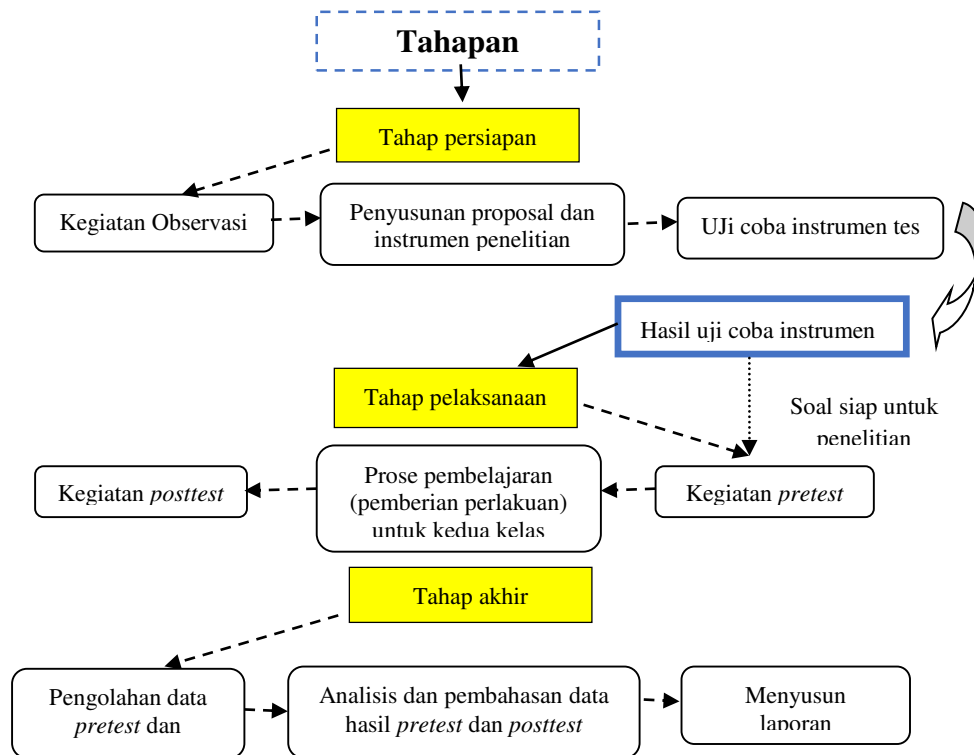 Tahapan
Tahap persiapan
Kegiatan Observasi
Penyusunan proposal dan
instrumen penelitian
UJi coba instrumen tes
Hasil uji coba instrumen
Tahap pelaksanaan
Soal siap untuk
penelitian
Kegiatan posttest
Prose pembelajaran
(pemberian perlakuan)
untuk kedua kelas
Kegiatan pretest
Tahap akhir
Pengolahan data
pretest dan
Analisis dan pembahasan data
hasil pretest dan posttest
Menyusun
laporan